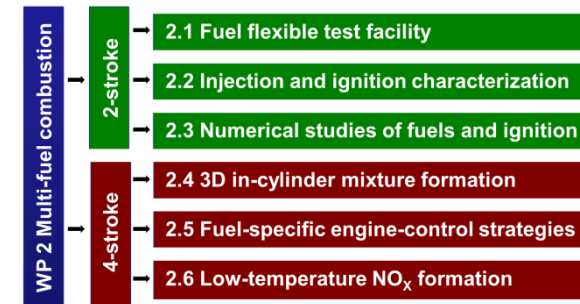 WP 2 Multi-fuel combustion
2-stroke
2.1 Fuel flexible test facility
2.2 Injection and ignition characterization
2.3 Numerical studies of fuels and ignition
4-stroke
2.4 3D in-cylinder mixture formation
2.5 Fuel-specific engine-control strategies
2.6 Low-temperature NOX formation